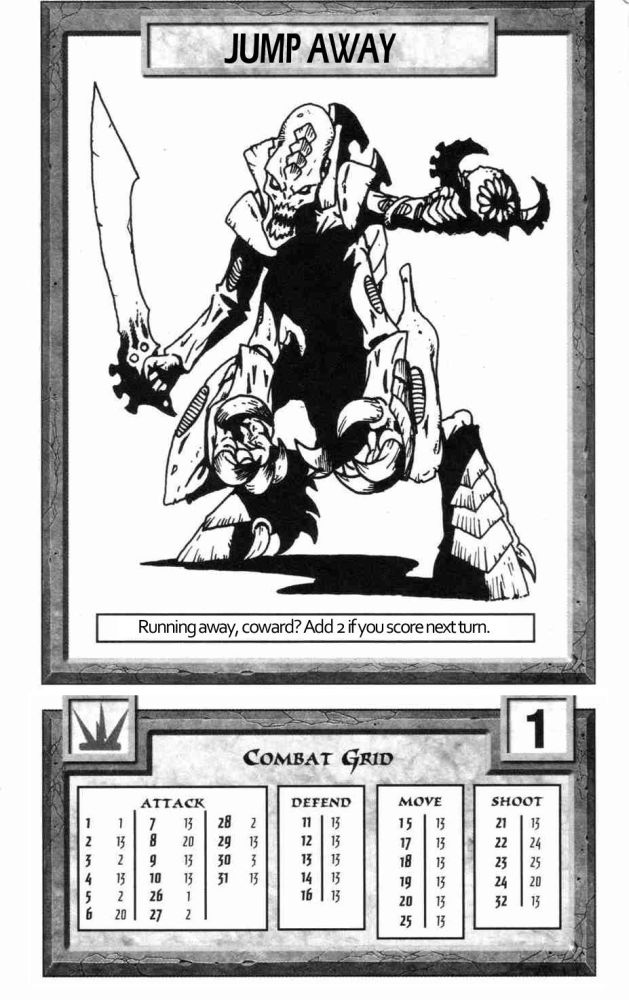 JUMP AWAY
Running away, coward? Add 2 if you score next turn.
1
COMBAT GRID
ATTACK
1 1 7 13 28 2
2 13 8 20 29 13
3 2 9 13 30 3
4 13 10 13 31 13
5 2 26 1
6 20 27 2
DEFEND
11 13
12 13
13 13
14 13
16 13
MOVE
15 13
17 13
18 13
19 13
20 13
25 13
SHOOT
21 13
22 24
23 25
24 20
32 13